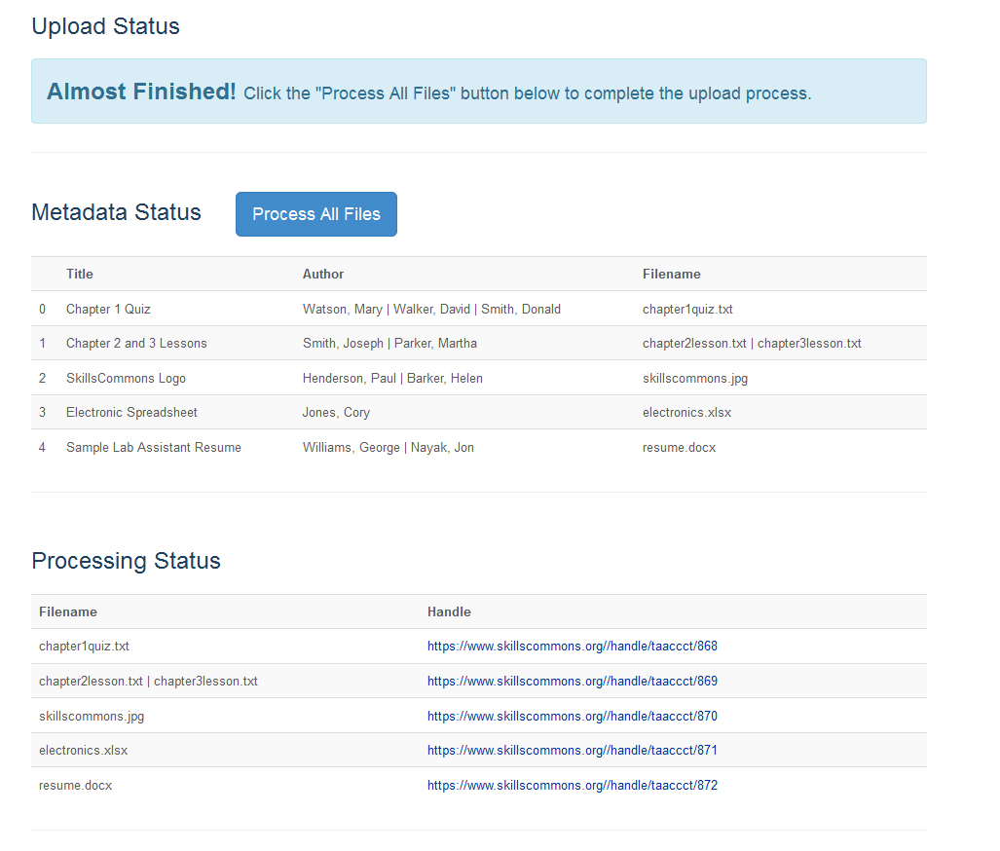 Upload Status
Almost Finished! Click the "Process All Files" button below to complete the upload process.
Metadata Status
Process All Files
Title Author Filename
0 Chapter 1 Quiz Watson, Mary | Walker, David | Smith, Donald chapter1quiz.txt
1 Chapter 2 and 3 Lessons Smith, Joseph | Parker, Martha chapter2lesson.txt | chapter3lesson.txt
2 SkillsCommons Logo Henderson, Paul | Barker, Helen skillscommons.jpg
3 Electronic Spreadsheet Jones, Cory electronics.xlsx
4 Sample Lab Assistant Resume Williams, George | Nayak, Jon resume.docx
Processing Status
Filename Handle
chapter1quiz.txt https://www.skillscommons.org//handle/taaccct/868
chapter2lesson.txt | chapter3lesson.txt https://www.skillscommons.org//handle/taaccct/869
skillscommons.jpg https://www.skillscommons.org//handle/taaccct/870
electronics.xlsx https://www.skillscommons.org//handle/taaccct/871
resume.docx https://www.skillscommons.org//handle/taaccct/872